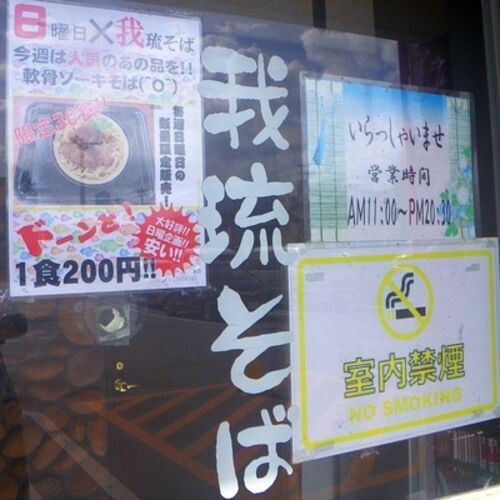 日曜日×我琉そば
今週は人気のあの品を!!
軟骨ソーキそば(^O^)
限定30食!!
毎週日曜日の
数量限定販売!
ドーンと!
大好評!!
日曜企画!!
安い!!
1食200円!!
我琉そば
いらっしゃいませ
営業時間
AM11:00~PM20:30
室内禁煙
NO SMOKING